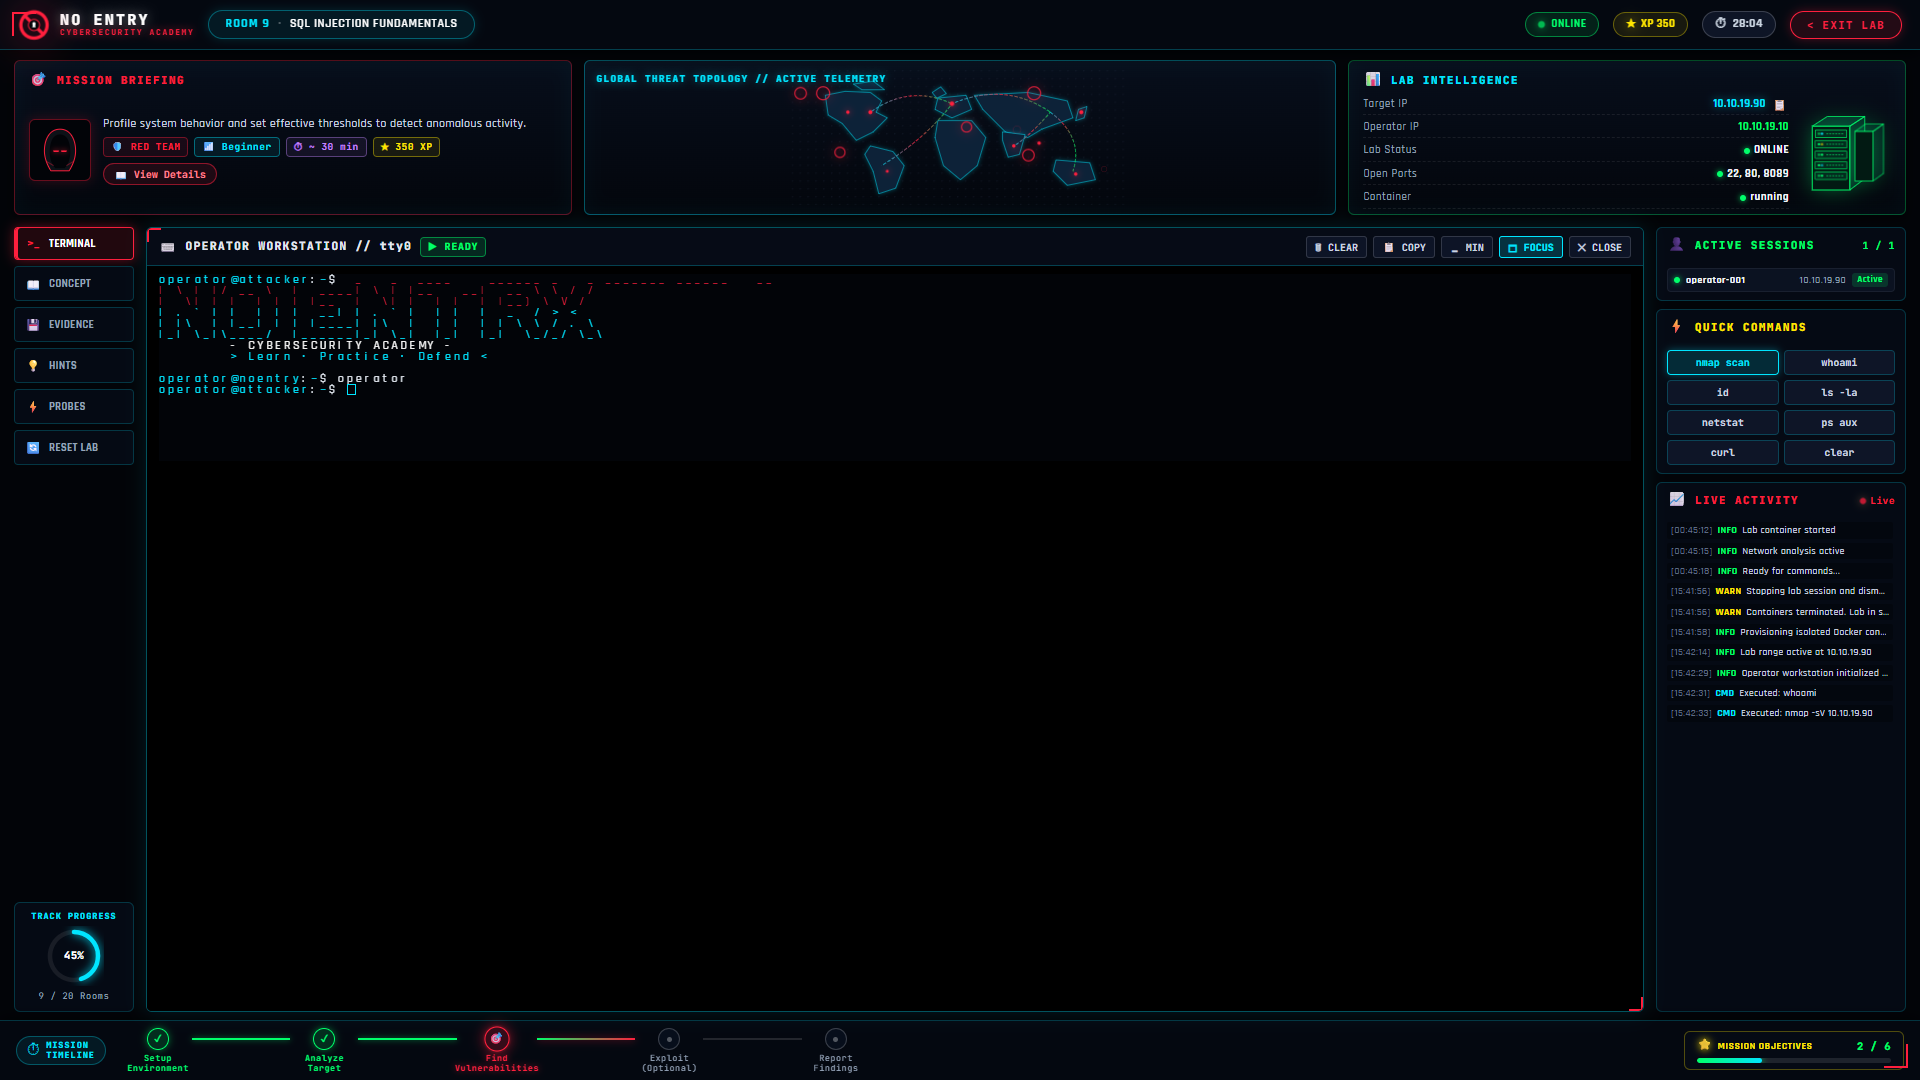 NO ENTRY
CYBERSECURITY ACADEMY
ROOM 9 · SQL INJECTION FUNDAMENTALS
ONLINE
XP 350
28:04
< EXIT LAB
MISSION BRIEFING
Profile system behavior and set effective thresholds to detect anomalous activity.
RED TEAM
Beginner
~ 30 min
350 XP
View Details
GLOBAL THREAT TOPOLOGY // ACTIVE TELEMETRY
LAB INTELLIGENCE
Target IP 10.10.19.90
Operator IP 10.10.19.10
Lab Status ONLINE
Open Ports 22, 80, 8089
Container running
>_ TERMINAL
CONCEPT
EVIDENCE
HINTS
PROBES
RESET LAB
TRACK PROGRESS
45%
9 / 20 Rooms
OPERATOR WORKSTATION // tty0
READY
CLEAR
COPY
MIN
FOCUS
CLOSE
operator@attacker:~$
NO ENTRY
- CYBERSECURITY ACADEMY -
> Learn · Practice · Defend <
operator@noentry:~$ operator
operator@attacker:~$
ACTIVE SESSIONS 1 / 1
operator-001 10.10.19.90 Active
QUICK COMMANDS
nmap scan
whoami
id
ls -la
netstat
ps aux
curl
clear
LIVE ACTIVITY Live
[00:45:12] INFO Lab container started
[00:45:15] INFO Network analysis active
[00:45:18] INFO Ready for commands...
[15:41:56] WARN Stopping lab session and dism...
[15:41:56] WARN Containers terminated. Lab in s...
[15:41:58] INFO Provisioning isolated Docker con...
[15:42:14] INFO Lab range active at 10.10.19.90
[15:42:29] INFO Operator workstation initialized ...
[15:42:31] CMD Executed: whoami
[15:42:33] CMD Executed: nmap -sV 10.10.19.90
MISSION TIMELINE
Setup Environment
Analyze Target
Find Vulnerabilities
Exploit (Optional)
Report Findings
MISSION OBJECTIVES 2 / 6